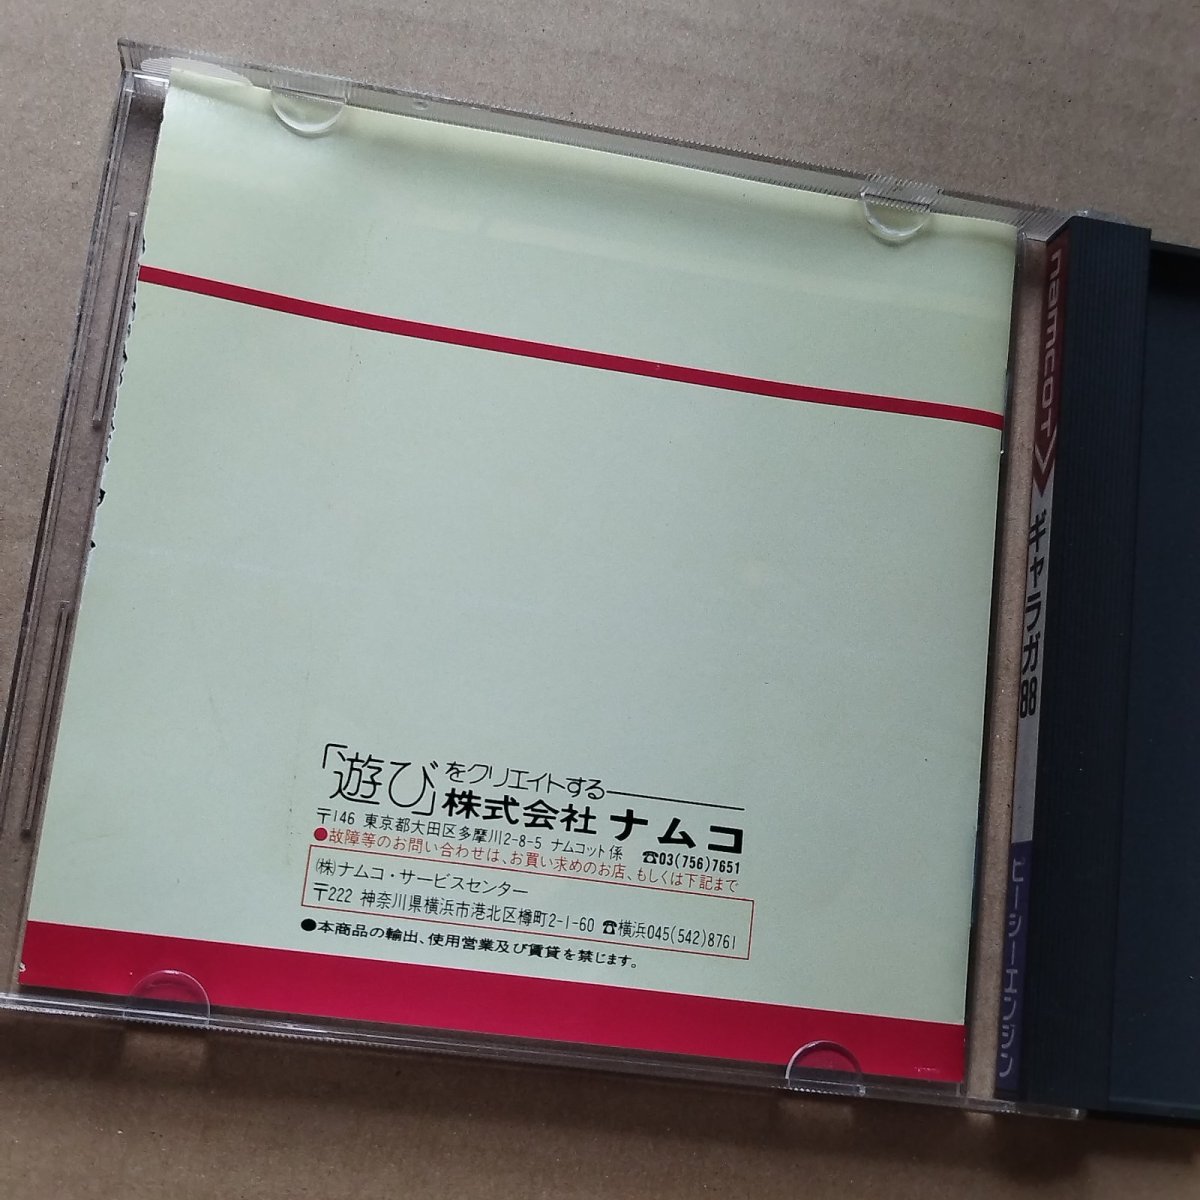 「遊び」をクリエイトする
株式会社 ナムコ
〒146 東京都大田区多摩川2-8-5 ナムコット係 ☎03(756)7651
●故障等のお問い合わせは、お買い求めのお店、もしくは下記まで
(株)ナムコ・サービスセンター
〒222 神奈川県横浜市港北区樽町2-1-60 ☎横浜045(542)8761
●本商品の輸出、使用営業及び賃貸を禁じます。
namcoT
ギャラガ88
ピーシーエンジン